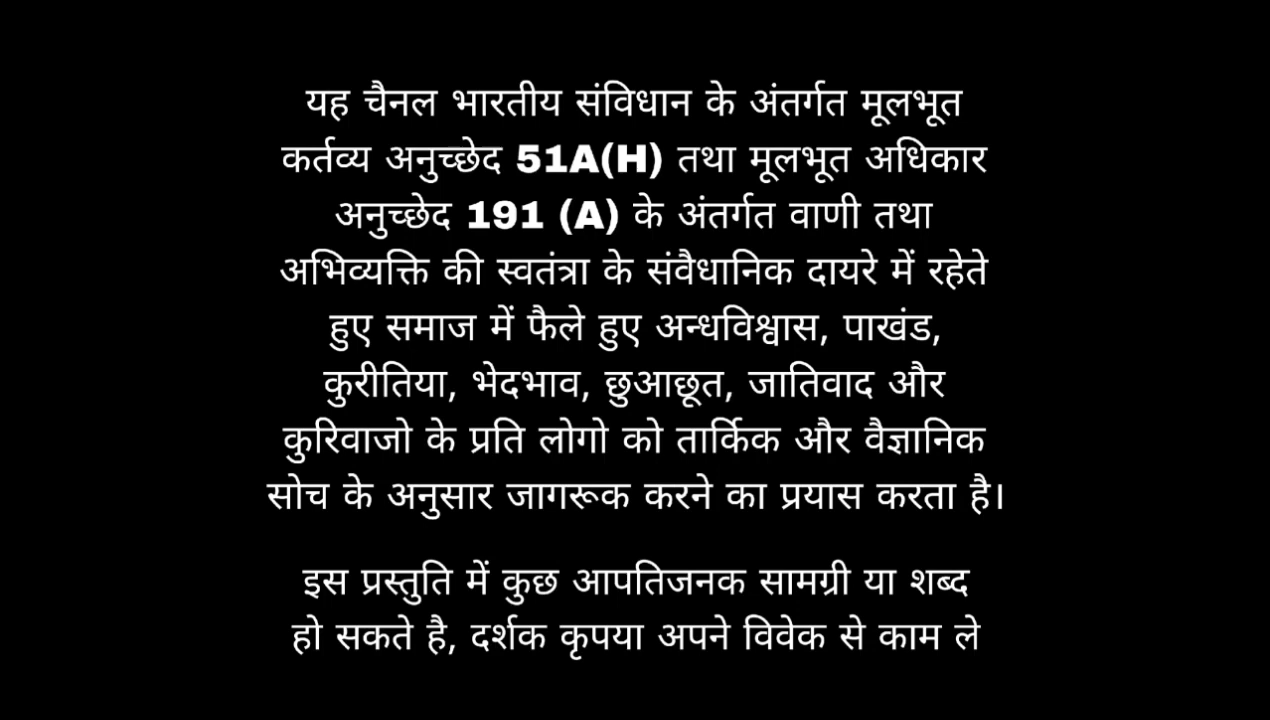 यह चैनल भारतीय संविधान के अंतर्गत मूलभूत
कर्तव्य अनुच्छेद 51A(H) तथा मूलभूत अधिकार
अनुच्छेद 191 (A) के अंतर्गत वाणी तथा
अभिव्यक्ति की स्वतंत्रा के संवैधानिक दायरे में रहेते
हुए समाज में फैले हुए अन्धविश्वास, पाखंड,
कुरीतिया, भेदभाव, छुआछूत, जातिवाद और
कुरिवाजो के प्रति लोगो को तार्किक और वैज्ञानिक
सोच के अनुसार जागरूक करने का प्रयास करता है।
इस प्रस्तुति में कुछ आपतिजनक सामग्री या शब्द
हो सकते है, दर्शक कृपया अपने विवेक से काम ले